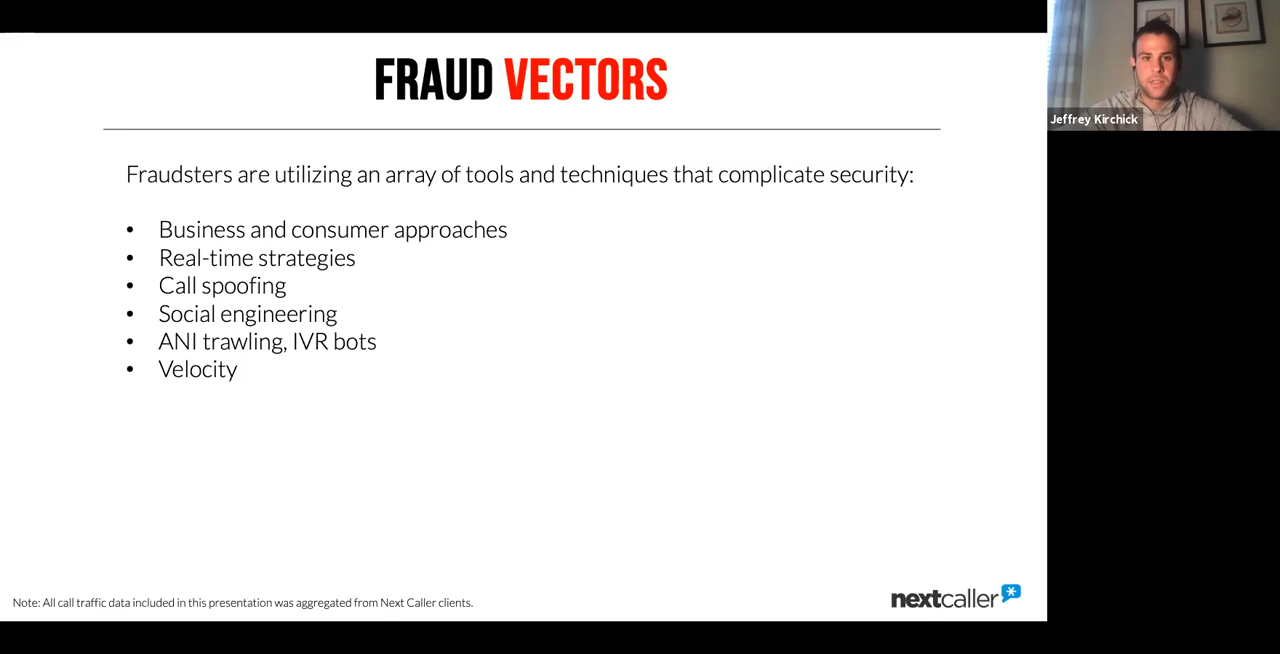 FRAUD VECTORS
Jeffrey Kirchick
Fraudsters are utilizing an array of tools and techniques that complicate security:
• Business and consumer approaches
• Real-time strategies
• Call spoofing
• Social engineering
• ANI trawling, IVR bots
• Velocity
Note: All call traffic data included in this presentation was aggregated from Next Caller clients.
nextcaller